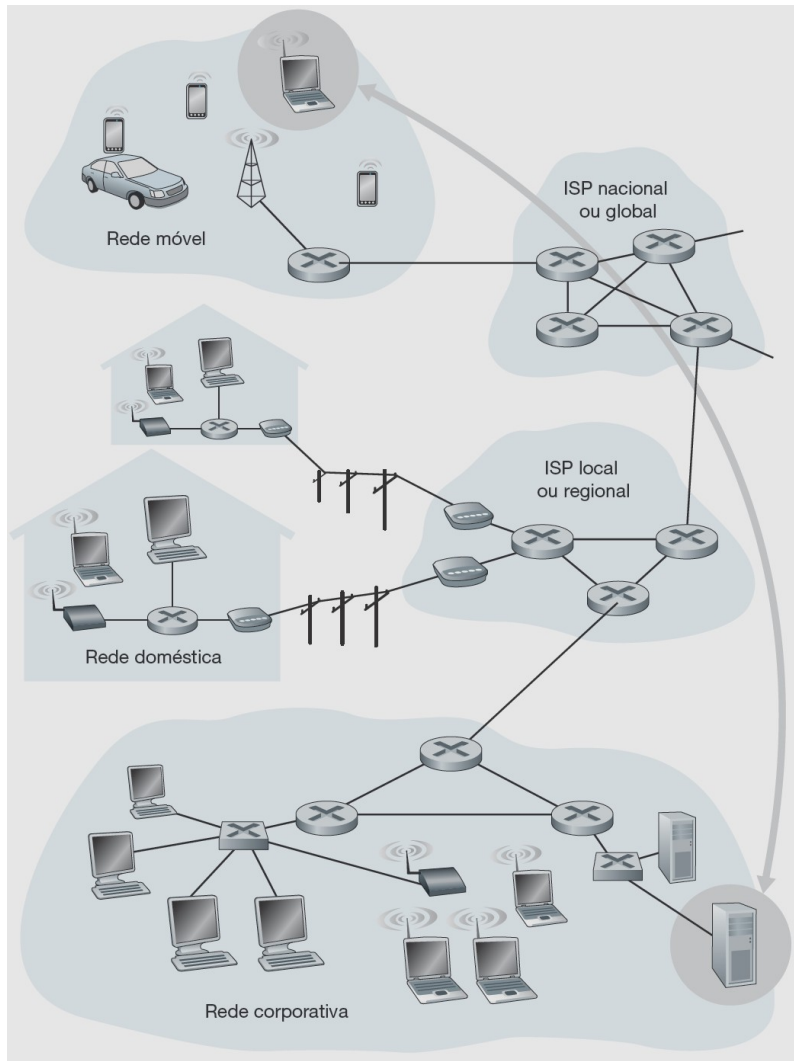 Rede móvel
ISP nacional
ou global
ISP local
ou regional
Rede doméstica
Rede corporativa